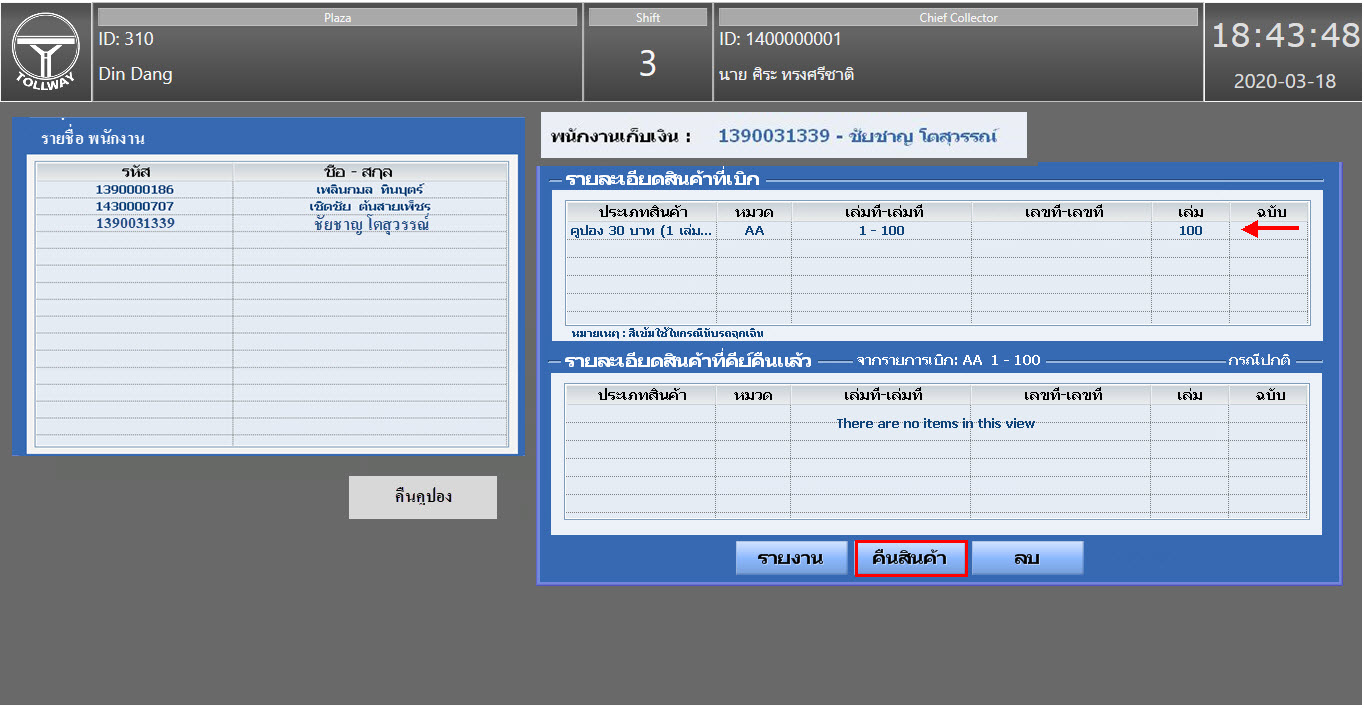 TOLLWAY
Plaza
ID: 310
Din Dang
Shift
3
Chief Collector
ID: 1400000001
นาย ศิระ ทรงศรีชาติ
18:43:48
2020-03-18
รายชื่อ พนักงาน
รหัส ชื่อ - สกุล
1390000186 เพลินกมล หินบุตร์
1430000707 เชิดชัย ต้นสายเพ็ชร
1390031339 ชัยชาญ โตสุวรรณ์
คืนคูปอง
พนักงานเก็บเงิน : 1390031339 - ชัยชาญ โตสุวรรณ์
รายละเอียดสินค้าที่เบิก
ประเภทสินค้า หมวด เล่มที่-เล่มที่ เลขที่-เลขที่ เล่ม ฉบับ
คูปอง 30 บาท (1 เล่ม... AA 1 - 100 100
หมายเหตุ : สีเข้มใช้ในกรณีขับรถฉุกเฉิน
รายละเอียดสินค้าที่คีย์คืนแล้ว จากรายการเบิก: AA 1 - 100 กรณีปกติ
ประเภทสินค้า หมวด เล่มที่-เล่มที่ เลขที่-เลขที่ เล่ม ฉบับ
There are no items in this view
รายงาน คืนสินค้า ลบ